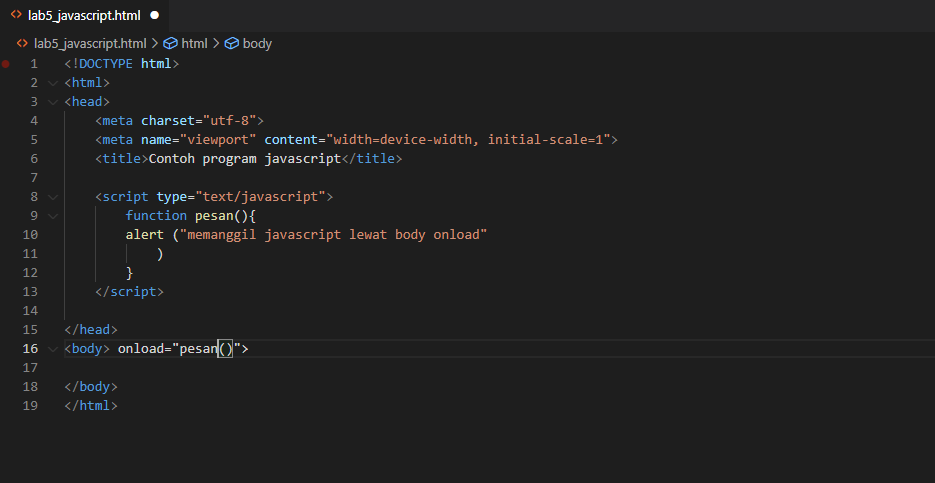 lab5_javascript.html
lab5_javascript.html > html > body
1 <!DOCTYPE html>
2 <html>
3 <head>
4 <meta charset="utf-8">
5 <meta name="viewport" content="width=device-width, initial-scale=1">
6 <title>Contoh program javascript</title>
7
8 <script type="text/javascript">
9 function pesan(){
10 alert ("memanggil javascript lewat body onload"
11 )
12 }
13 </script>
14
15 </head>
16 <body> onload="pesan()">
17
18 </body>
19 </html>